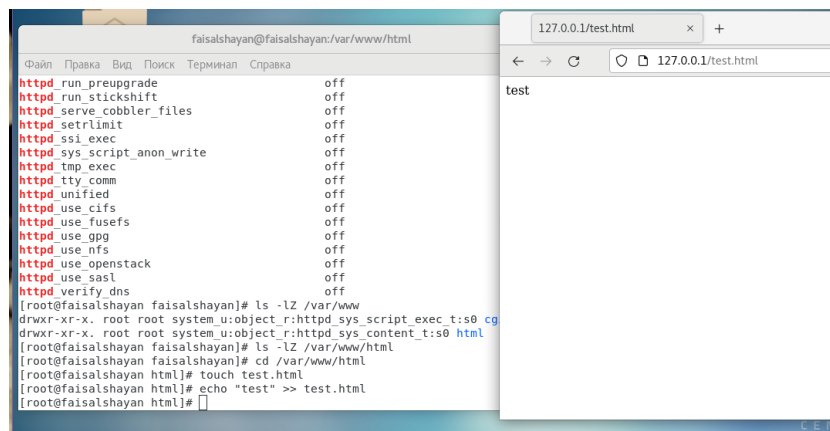 faisalshayan@faisalshayan:/var/www/html
Файл Правка Вид Поиск Терминал Справка
httpd_run_preupgrade off
httpd_run_stickshift off
httpd_serve_cobbler_files off
httpd_setrlimit off
httpd_ssi_exec off
httpd_sys_script_anon_write off
httpd_tmp_exec off
httpd_tty_comm off
httpd_unified off
httpd_use_cifs off
httpd_use_fusefs off
httpd_use_gpg off
httpd_use_nfs off
httpd_use_openstack off
httpd_use_sasl off
httpd_verify_dns off
[root@faisalshayan faisalshayan]# ls -lZ /var/www
drwxr-xr-x. root root system_u:object_r:httpd_sys_script_exec_t:s0 cg
drwxr-xr-x. root root system_u:object_r:httpd_sys_content_t:s0 html
[root@faisalshayan faisalshayan]# ls -lZ /var/www/html
[root@faisalshayan faisalshayan]# cd /var/www/html
[root@faisalshayan html]# touch test.html
[root@faisalshayan html]# echo "test" >> test.html
[root@faisalshayan html]#
127.0.0.1/test.html
127.0.0.1/test.html
test